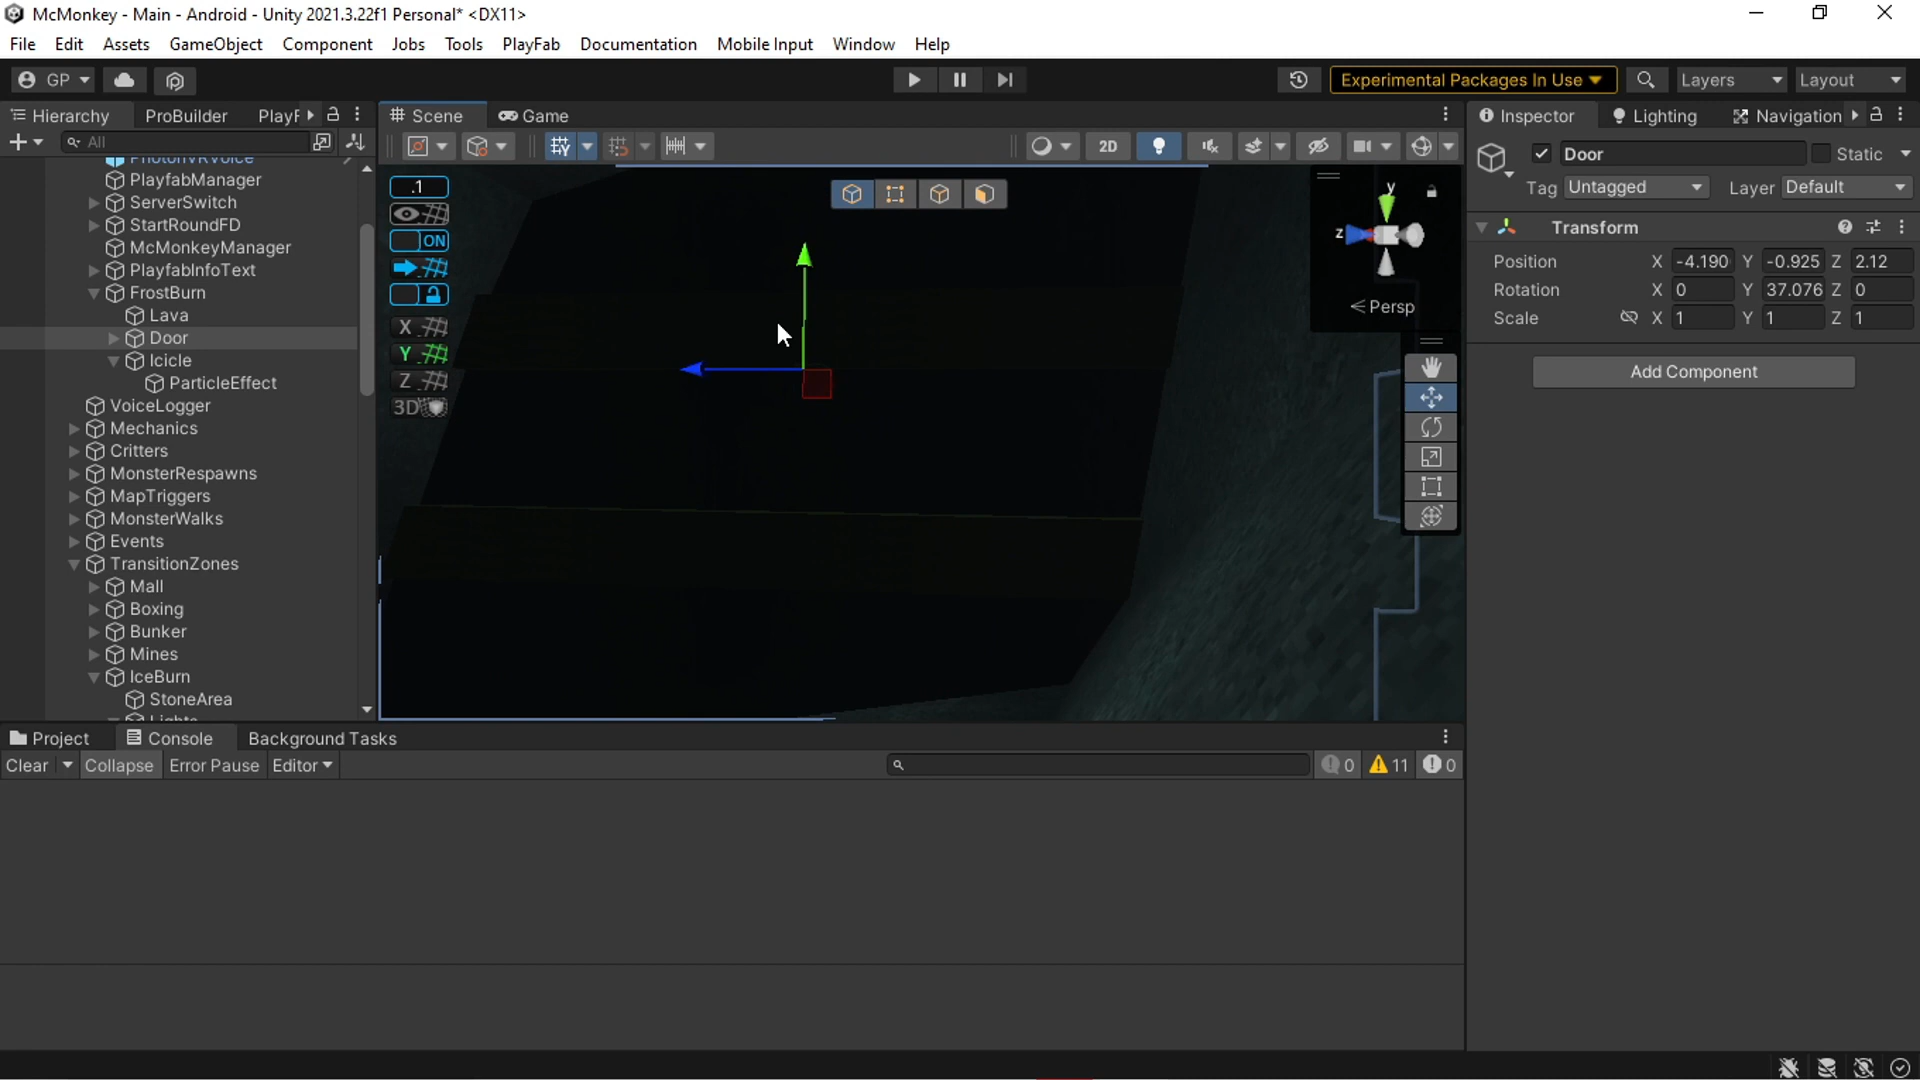 McMonkey - Main - Android - Unity 2021.3.22f1 Personal* <DX11>
File Edit Assets GameObject Component Jobs Tools PlayFab Documentation Mobile Input Window Help
GP Experimental Packages In Use Layers Layout
Hierarchy ProBuilder PlayF Scene Game Inspector Lighting Navigation
All 2D
PhotonVRVoice
PlayfabManager
ServerSwitch
StartRoundFD
McMonkeyManager
PlayfabInfoText
FrostBurn
Lava
Door
Icicle
ParticleEffect
VoiceLogger
Mechanics
Critters
MonsterRespawns
MapTriggers
MonsterWalks
Events
TransitionZones
Mall
Boxing
Bunker
Mines
IceBurn
StoneArea
Lights
.1
ON
X
Y
Z
3D
y
z
Persp
Door Static
Tag Untagged Layer Default
Transform
Position X -4.190 Y -0.925 Z 2.12
Rotation X 0 Y 37.076 Z 0
Scale X 1 Y 1 Z 1
Add Component
Project Console Background Tasks
Clear Collapse Error Pause Editor 0 11 0